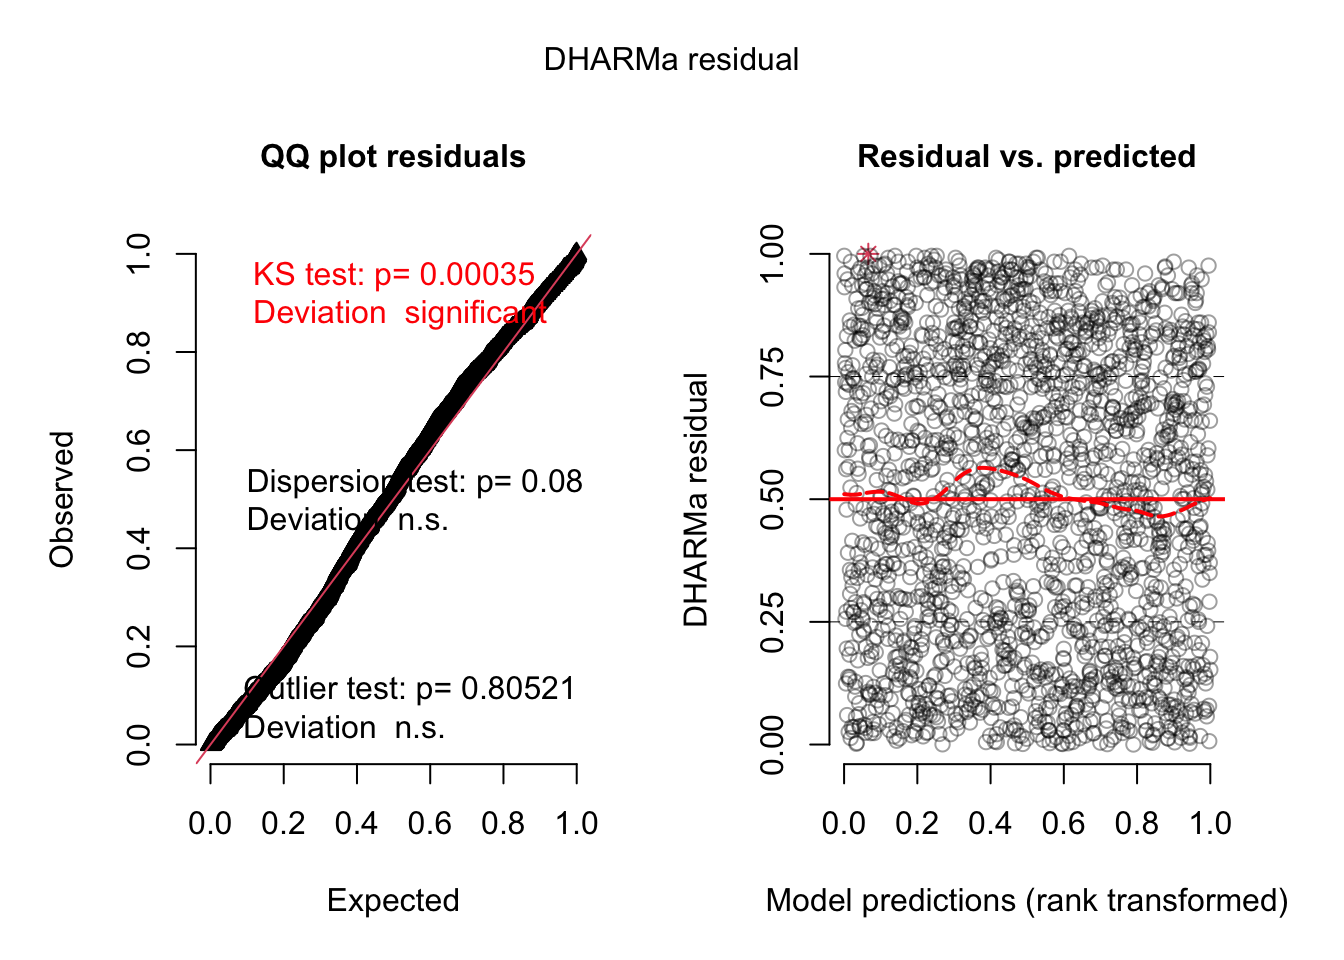 DHARMa residual
QQ plot residuals
KS test: p= 0.00035
Deviation  significant
Dispersion test: p= 0.08
Deviation  n.s.
Outlier test: p= 0.80521
Deviation  n.s.
Observed
0.0 0.2 0.4 0.6 0.8 1.0
0.0 0.2 0.4 0.6 0.8 1.0
Expected
Residual vs. predicted
DHARMa residual
0.00 0.25 0.50 0.75 1.00
0.0 0.2 0.4 0.6 0.8 1.0
Model predictions (rank transformed)